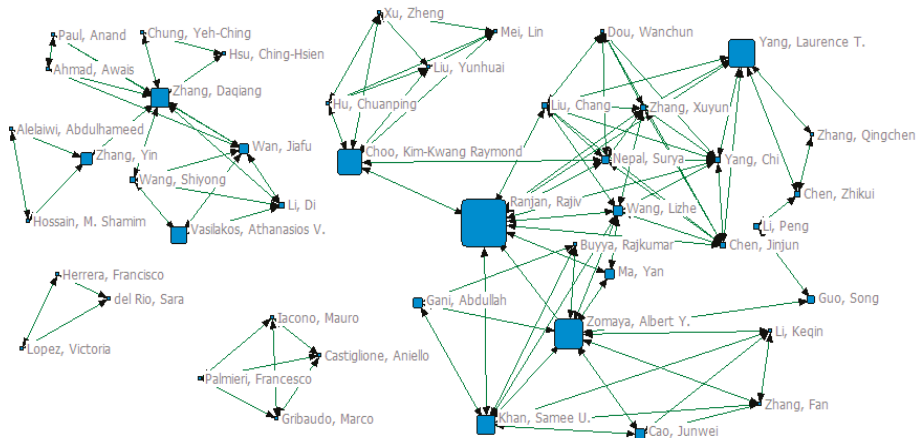 Xu, Zheng
Paul, Anand
Chung, Yeh-Ching
Mei, Lin
Dou, Wanchun
Yang, Laurence T.
Hsu, Ching-Hsien
Ahmad, Awais
Liu, Yunhuai
Zhang, Daqiang
Hu, Chuanping
Liu, Chang
Zhang, Xuyun
Alelaiwi, Abdulhameed
Zhang, Qingchen
Wan, Jiafu
Choo, Kim-Kwang Raymond
Zhang, Yin
Nepal, Surya
Yang, Chi
Wang, Shiyong
Chen, Zhikui
Ranjan, Rajiv
Li, Di
Wang, Lizhe
Hossain, M. Shamim
Li, Peng
Vasilakos, Athanasios V.
Buyya, Rajkumar
Chen, Jinjun
Herrera, Francisco
Ma, Yan
del Rio, Sara
Gani, Abdullah
Guo, Song
Iacono, Mauro
Zomaya, Albert Y.
Li, Keqin
Lopez, Victoria
Castiglione, Aniello
Palmieri, Francesco
Zhang, Fan
Gribaudo, Marco
Khan, Samee U.
Cao, Junwei